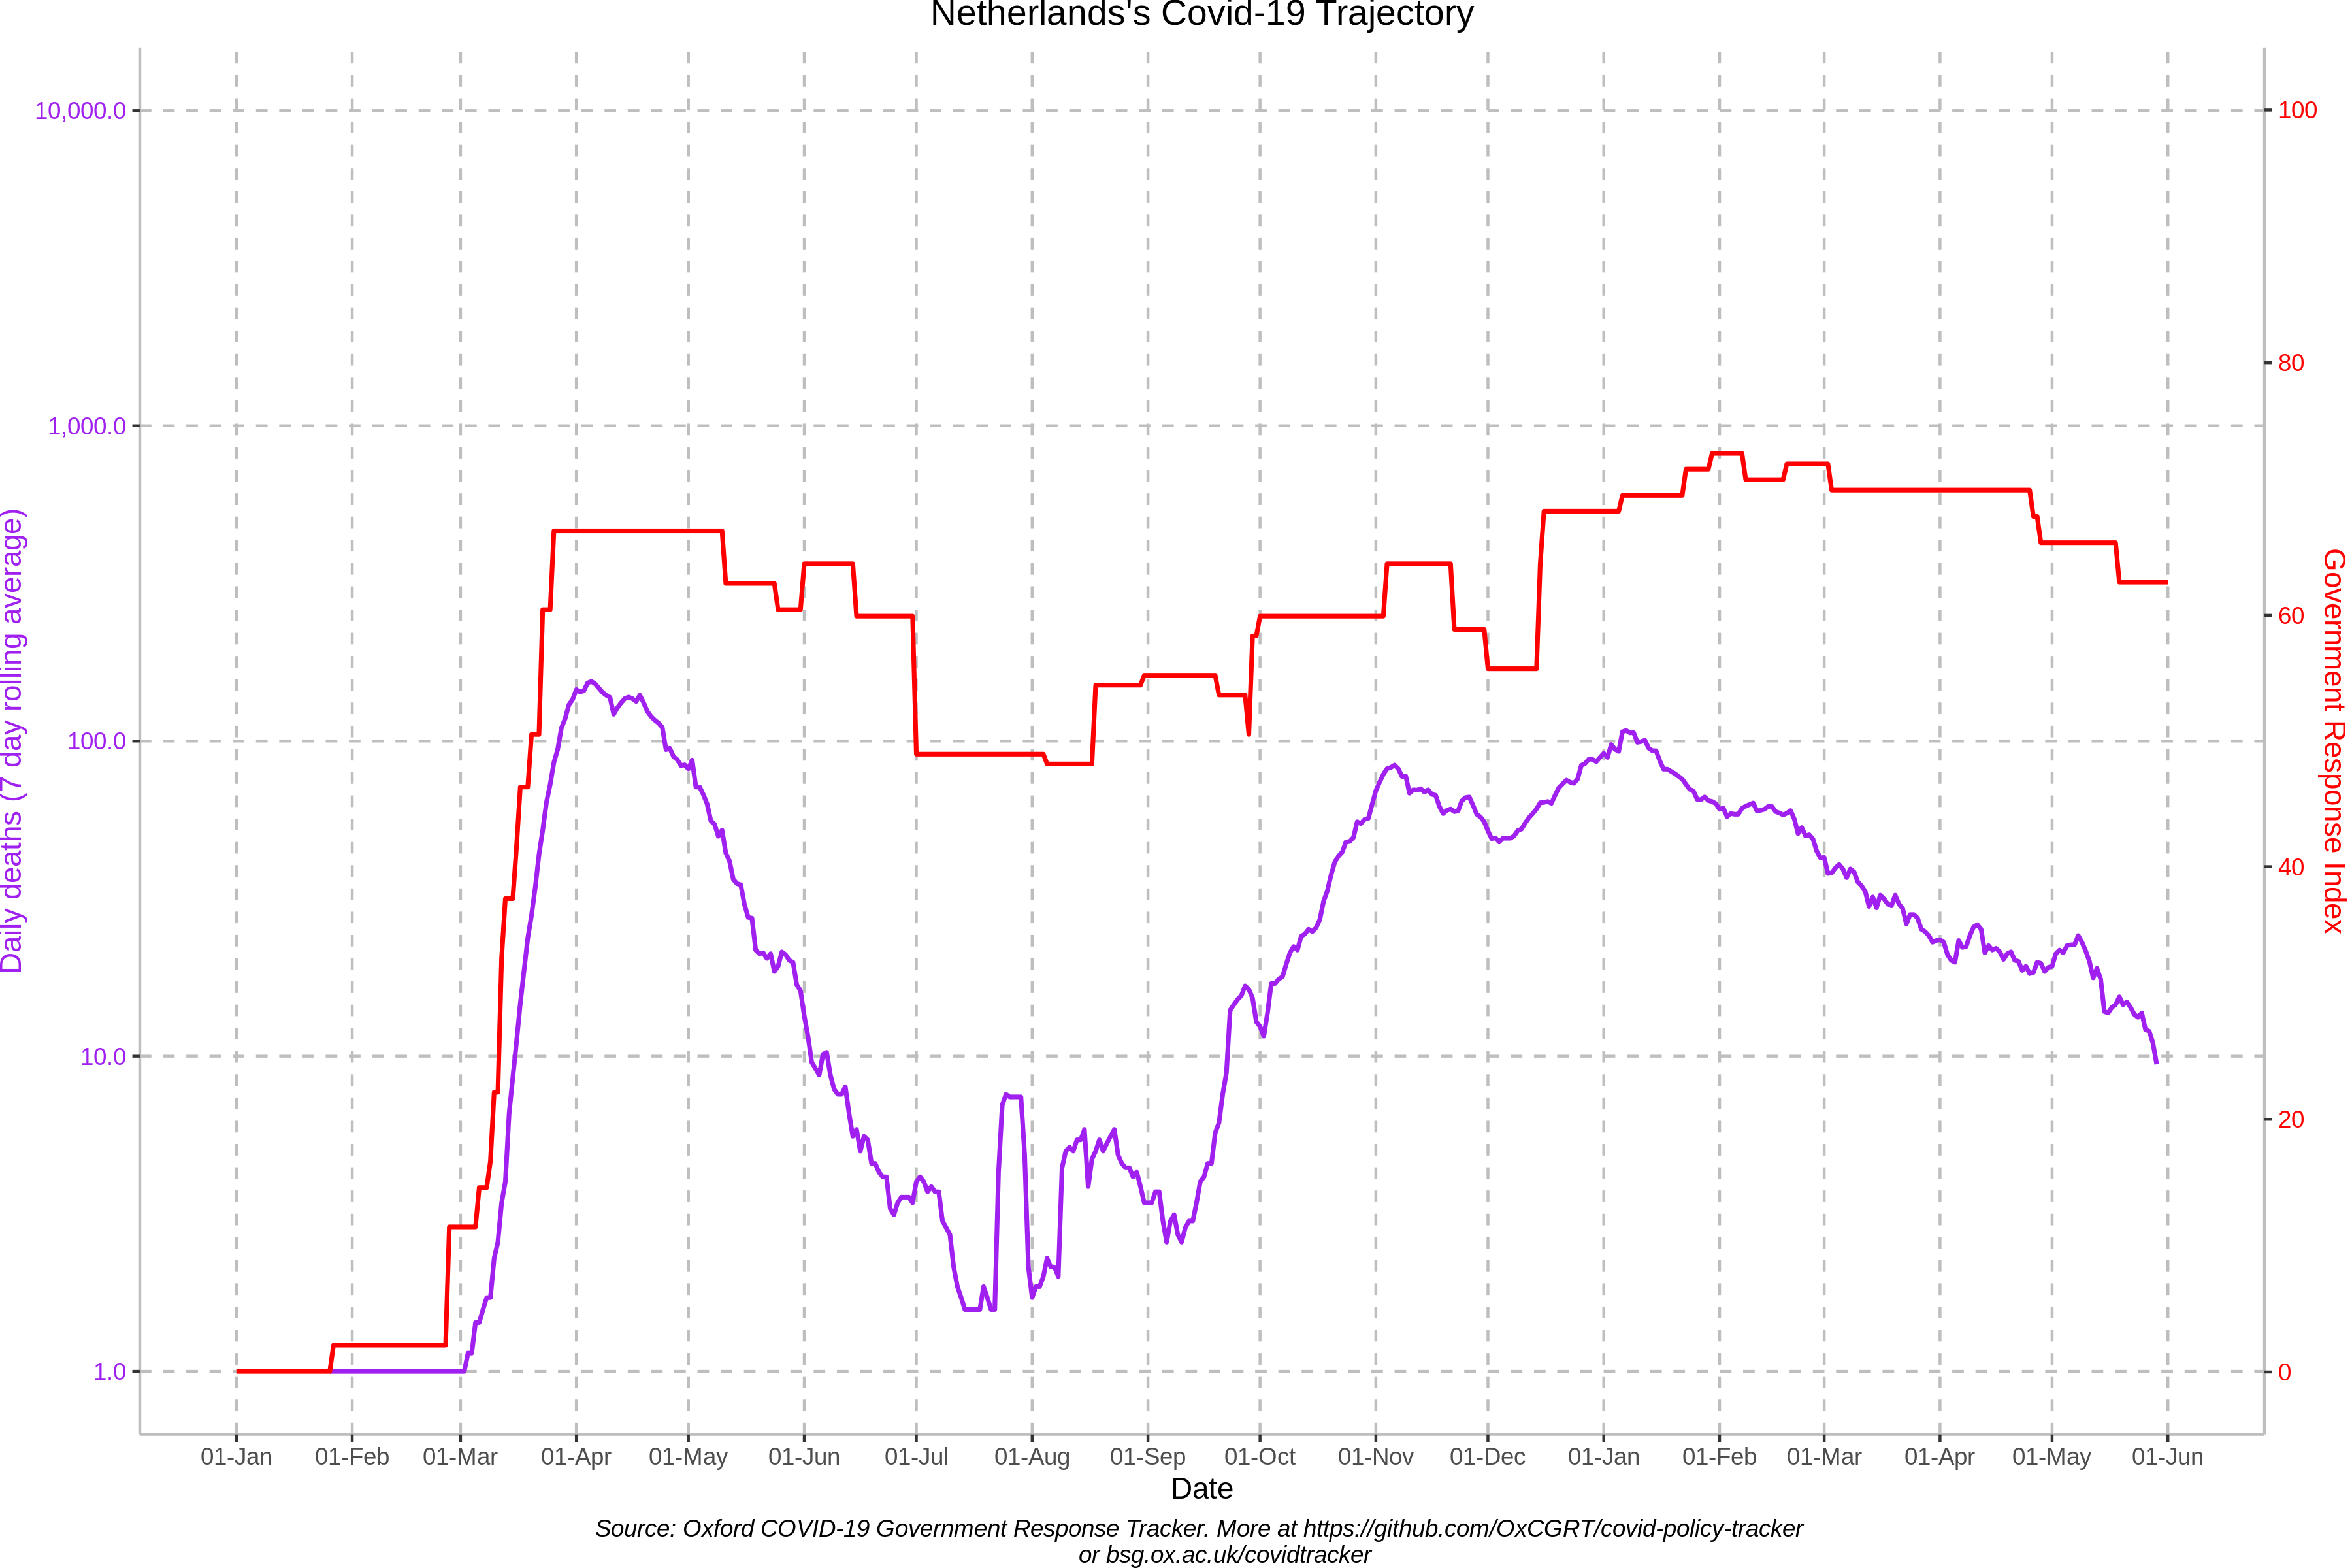 Netherlands's Covid-19 Trajectory
10,000.0
1,000.0
100.0
10.0
1.0
Daily deaths (7 day rolling average)
100
80
60
40
20
0
Government Response Index
01-Jan 01-Feb 01-Mar 01-Apr 01-May 01-Jun 01-Jul 01-Aug 01-Sep 01-Oct 01-Nov 01-Dec 01-Jan 01-Feb 01-Mar 01-Apr 01-May 01-Jun
Date
Source: Oxford COVID-19 Government Response Tracker. More at https://github.com/OxCGRT/covid-policy-tracker
or bsg.ox.ac.uk/covidtracker